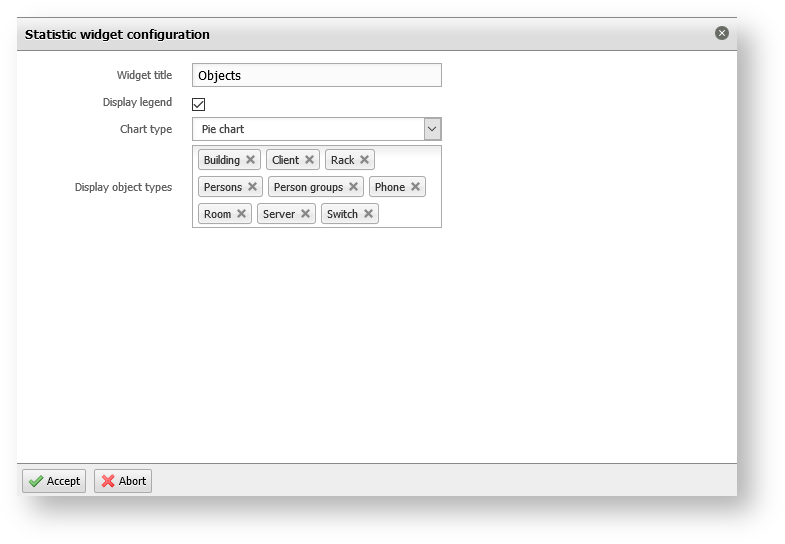 Statistic widget configuration
Widget title Objects
Display legend
Chart type Pie chart
Display object types
Building Client Rack
Persons Person groups Phone
Room Server Switch
Accept Abort